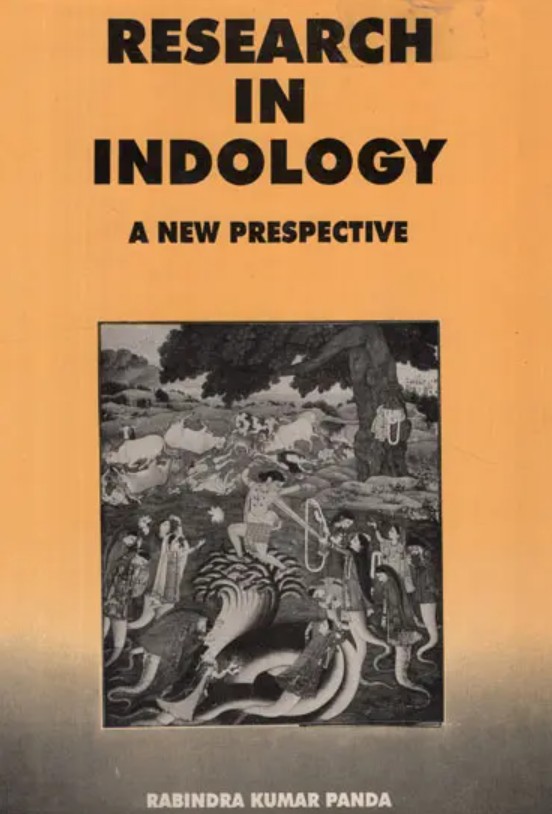 RESEARCH
IN
INDOLOGY
A NEW PRESPECTIVE
RABINDRA KUMAR PANDA